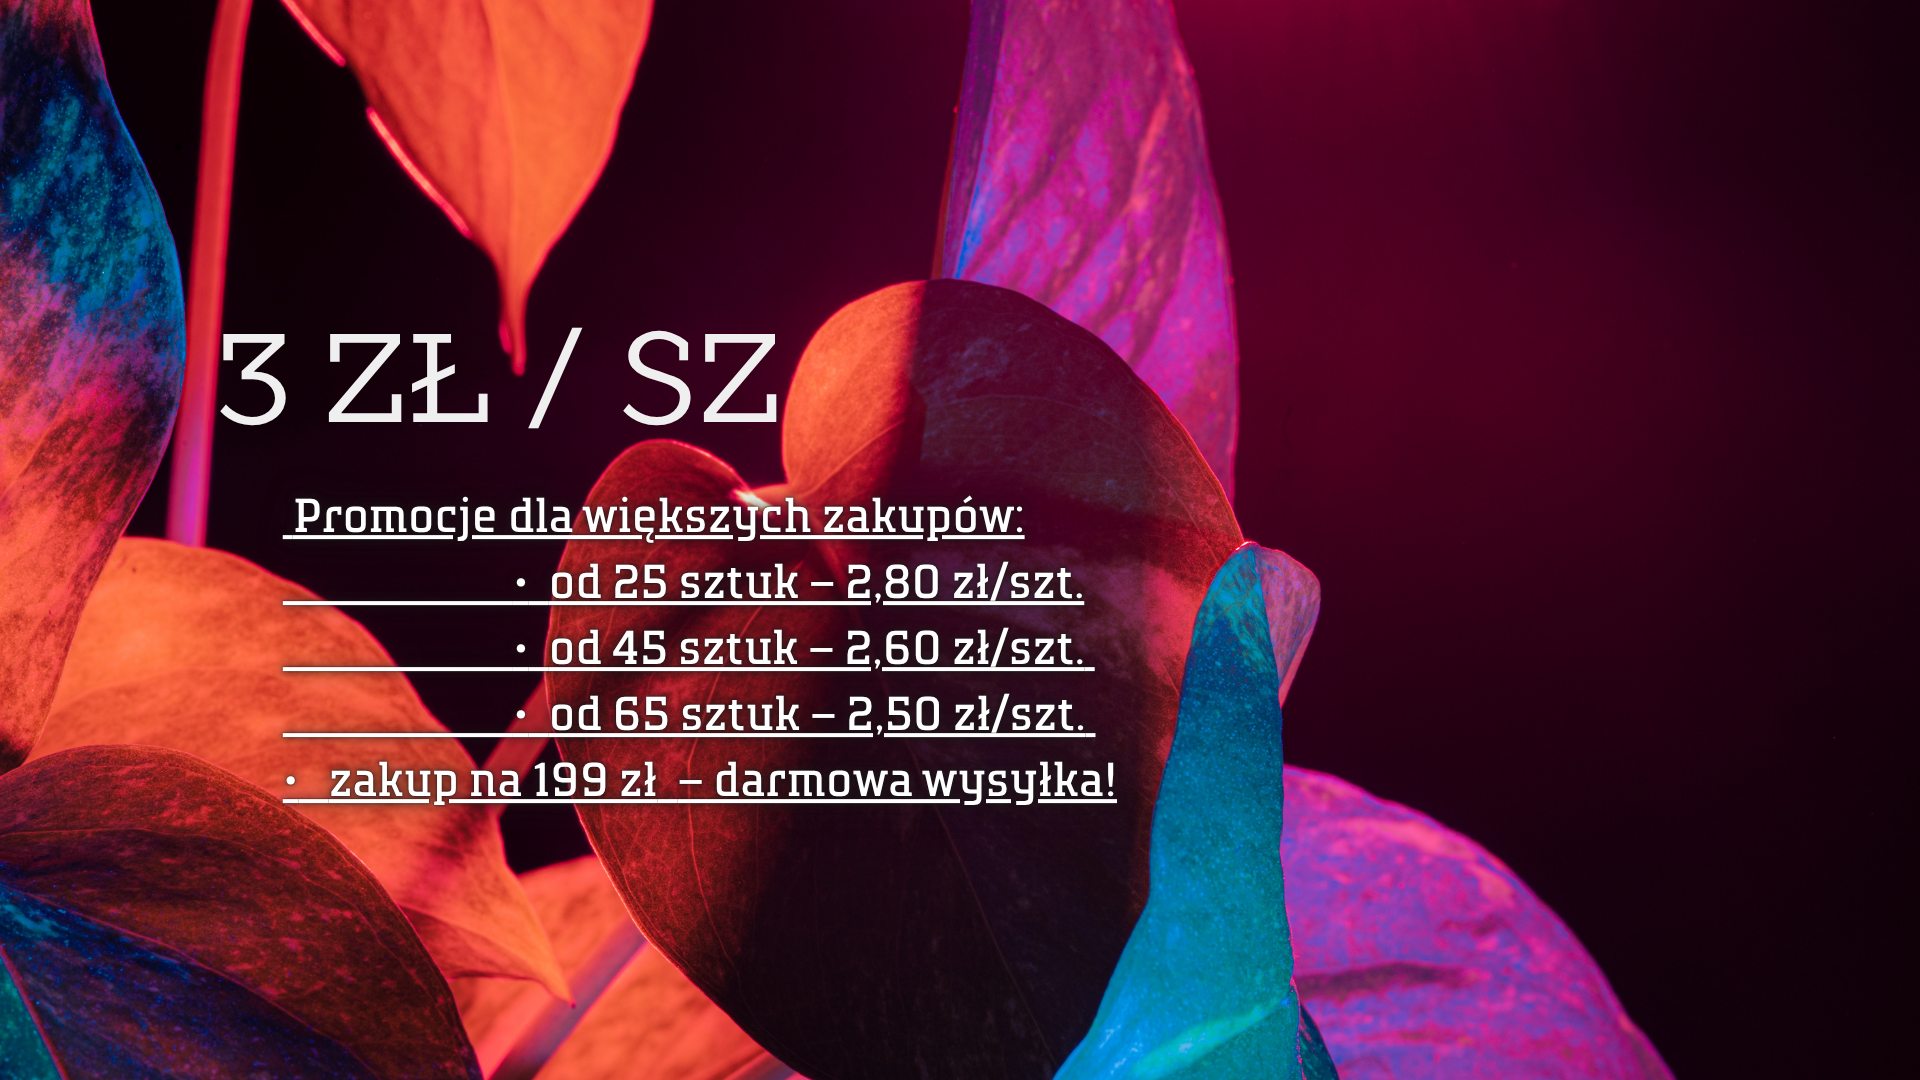 3 ZŁ / SZ
Promocje dla większych zakupów:
• od 25 sztuk – 2,80 zł/szt.
• od 45 sztuk – 2,60 zł/szt.
• od 65 sztuk – 2,50 zł/szt.
• zakup na 199 zł – darmowa wysyłka!